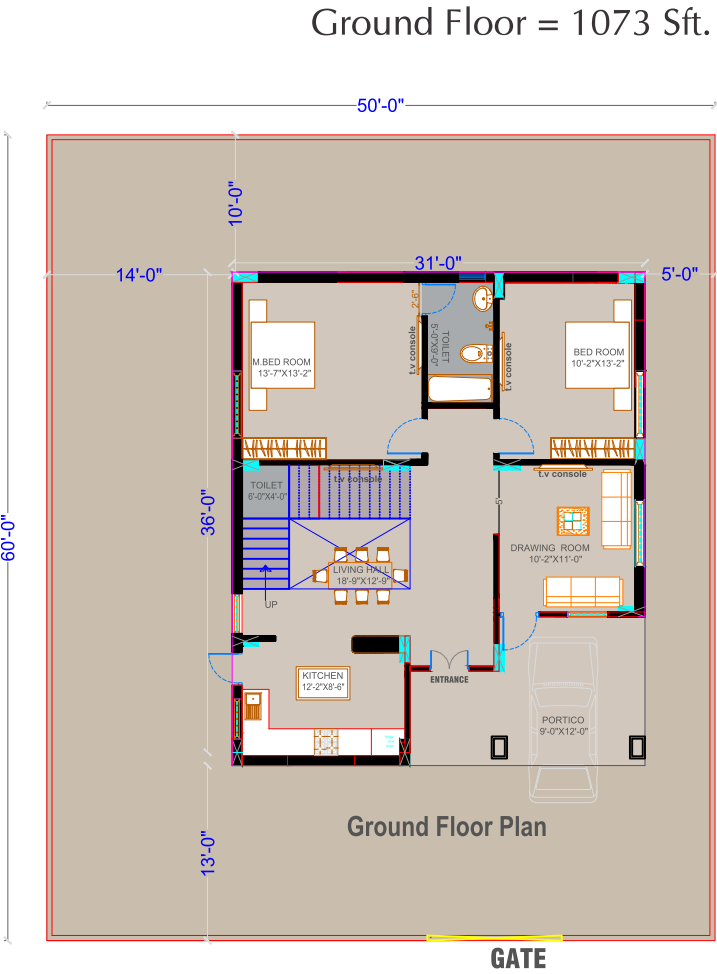 Ground Floor = 1073 Sft.
50'-0"
10'-0"
14'-0"
31'-0"
5'-0"
2'-6"
TOILET
5'-0"X9'-0"
t.v console
t.v console
M.BED ROOM
13'-7"X13'-2"
BED ROOM
10'-2"X13'-2"
t.v console
t.v console
TOILET
6'-0"X4'-0"
5'
36'-0"
60'-0"
DRAWING ROOM
10'-2"X11'-0"
LIVING HALL
18'-9"X12'-9"
UP
KITCHEN
12'-2"X8'-6"
ENTRANCE
PORTICO
9'-0"X12'-0"
13'-0"
Ground Floor Plan
GATE